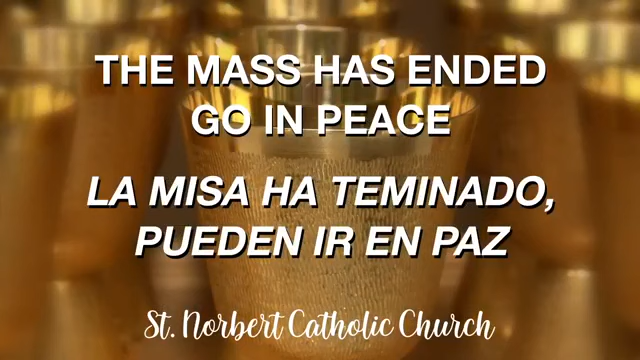 THE MASS HAS ENDED
GO IN PEACE
LA MISA HA TEMINADO,
PUEDEN IR EN PAZ
St. Norbert Catholic Church